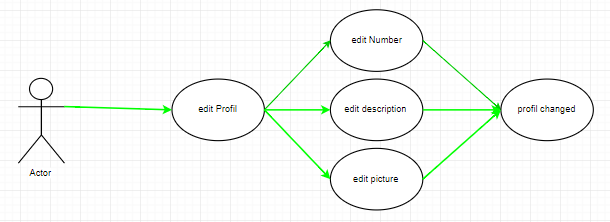 edit Number
edit Profil
edit description
profil changed
edit picture
Actor